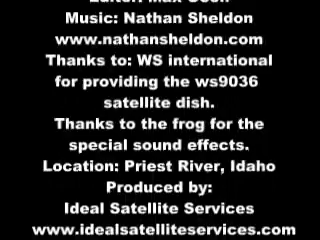 Music: Nathan Sheldon
www.nathansheldon.com
Thanks to: WS international
for providing the ws9036
satellite dish.
Thanks to the frog for the
special sound effects.
Location: Priest River, Idaho
Produced by:
Ideal Satellite Services
www.idealsatelliteservices.com